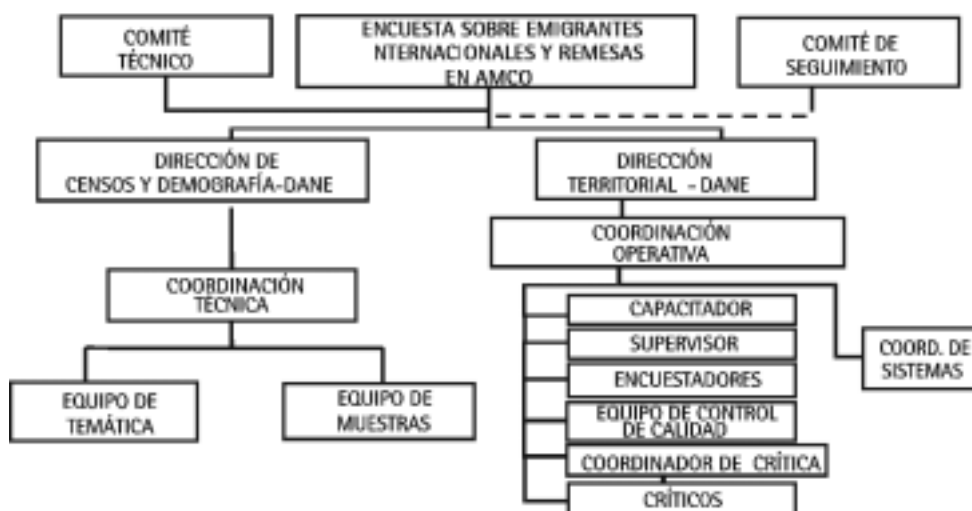 COMITÉ
TÉCNICO
ENCUESTA SOBRE EMIGRANTES
NTERNACIONALES Y REMESAS
EN AMCO
COMITÉ DE
SEGUIMIENTO
DIRECCIÓN DE
CENSOS Y DEMOGRAFÍA-DANE
DIRECCIÓN
TERRITORIAL - DANE
COORDINACIÓN
OPERATIVA
COORDINACIÓN
TÉCNICA
CAPACITADOR
SUPERVISOR
ENCUESTADORES
EQUIPO DE CONTROL
DE CALIDAD
COORDINADOR DE CRÍTICA
CRÍTICOS
COORD. DE
SISTEMAS
EQUIPO DE
TEMÁTICA
EQUIPO DE
MUESTRAS